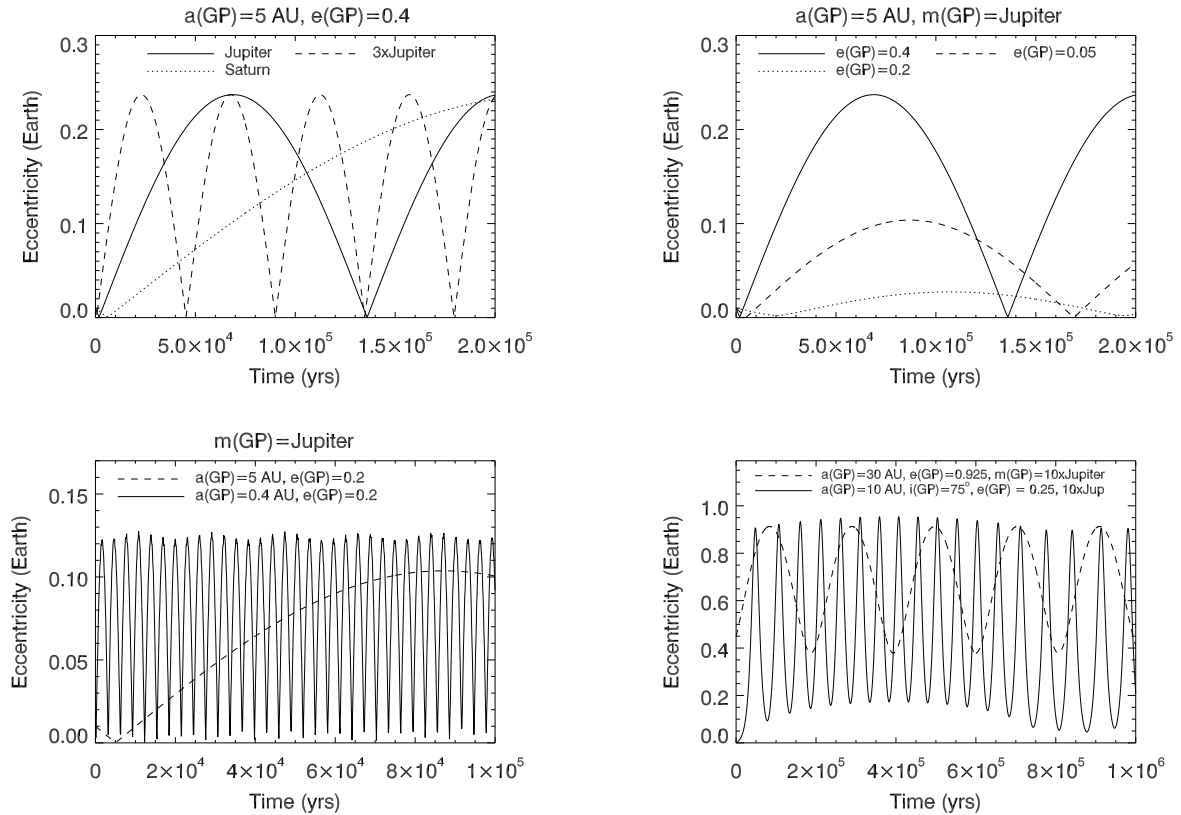 a(GP)=5 AU, e(GP)=0.4
Jupiter
3xJupiter
Saturn
0.3
0.2
0.1
0.0
Eccentricity (Earth)
0
5.0×10⁴
1.0×10⁵
1.5×10⁵
2.0×10⁵
Time (yrs)
a(GP)=5 AU, m(GP)=Jupiter
e(GP)=0.4
e(GP)=0.05
e(GP)=0.2
0.3
0.2
0.1
0.0
Eccentricity (Earth)
0
5.0×10⁴
1.0×10⁵
1.5×10⁵
2.0×10⁵
Time (yrs)
m(GP)=Jupiter
a(GP)=5 AU, e(GP)=0.2
a(GP)=0.4 AU, e(GP)=0.2
0.15
0.10
0.05
0.00
Eccentricity (Earth)
0
2×10⁴
4×10⁴
6×10⁴
8×10⁴
1×10⁵
Time (yrs)
a(GP)=30 AU, e(GP)=0.925, m(GP)=10xJupiter
a(GP)=10 AU, i(GP)=75°, e(GP) = 0.25, 10xJup
1.0
0.8
0.6
0.4
0.2
0.0
Eccentricity (Earth)
0
2×10⁵
4×10⁵
6×10⁵
8×10⁵
1×10⁶
Time (yrs)